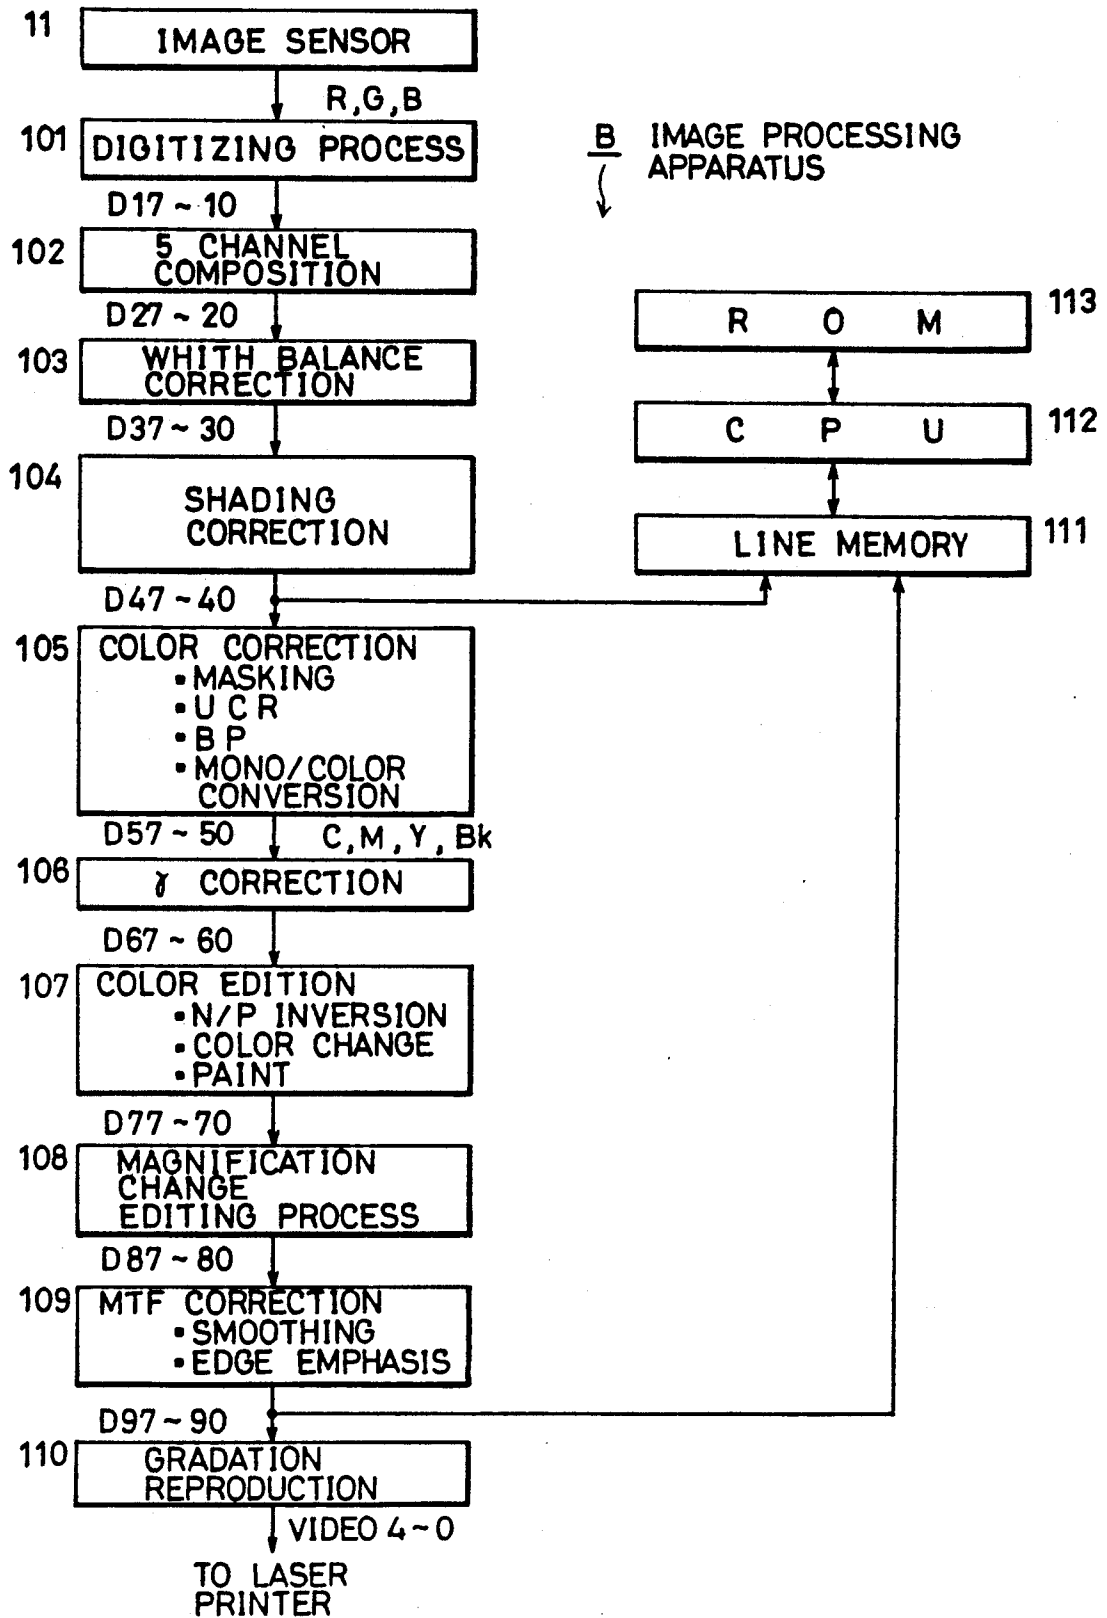 11
IMAGE SENSOR
R,G,B
101
DIGITIZING PROCESS
B IMAGE PROCESSING
APPARATUS
D17~10
102
5 CHANNEL
COMPOSITION
D27~20
103
WHITH BALANCE
CORRECTION
D37~30
104
SHADING
CORRECTION
R O M
113
C P U
112
LINE MEMORY
111
D47~40
105
COLOR CORRECTION
▪MASKING
▪UCR
▪BP
▪MONO/COLOR
CONVERSION
D57~50
C,M,Y,Bk
106
γ CORRECTION
D67~60
107
COLOR EDITION
▪N/P INVERSION
▪COLOR CHANGE
▪PAINT
D77~70
108
MAGNIFICATION
CHANGE
EDITING PROCESS
D87~80
109
MTF CORRECTION
▪SMOOTHING
▪EDGE EMPHASIS
D97~90
110
GRADATION
REPRODUCTION
VIDEO 4~0
TO LASER
PRINTER